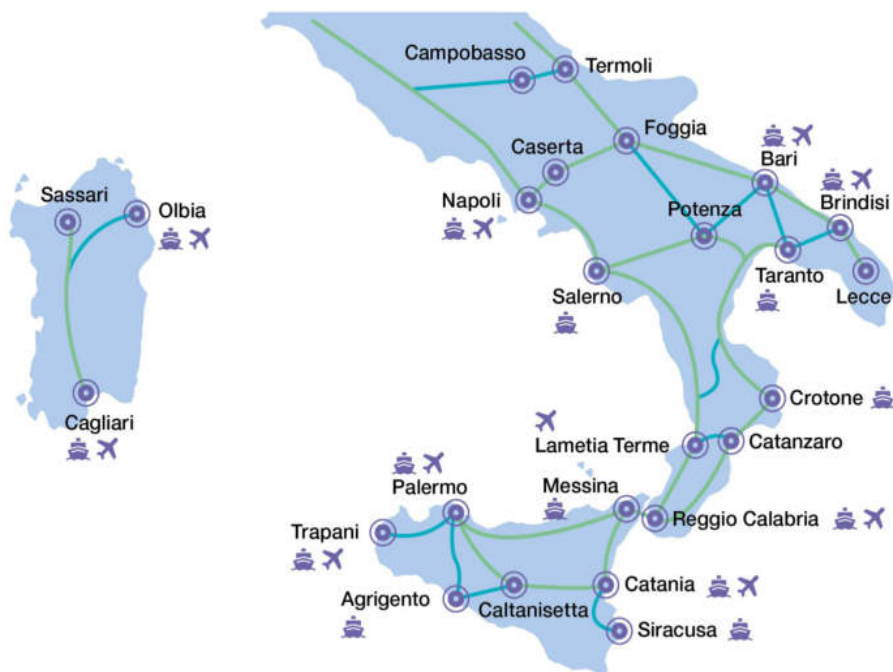 Campobasso
Termoli
Foggia
Caserta
Bari
Sassari
Olbia
Napoli
Potenza
Brindisi
Salerno
Taranto
Lecce
Cagliari
Crotone
Lametia Terme
Catanzaro
Palermo
Messina
Trapani
Reggio Calabria
Agrigento
Caltanisetta
Catania
Siracusa